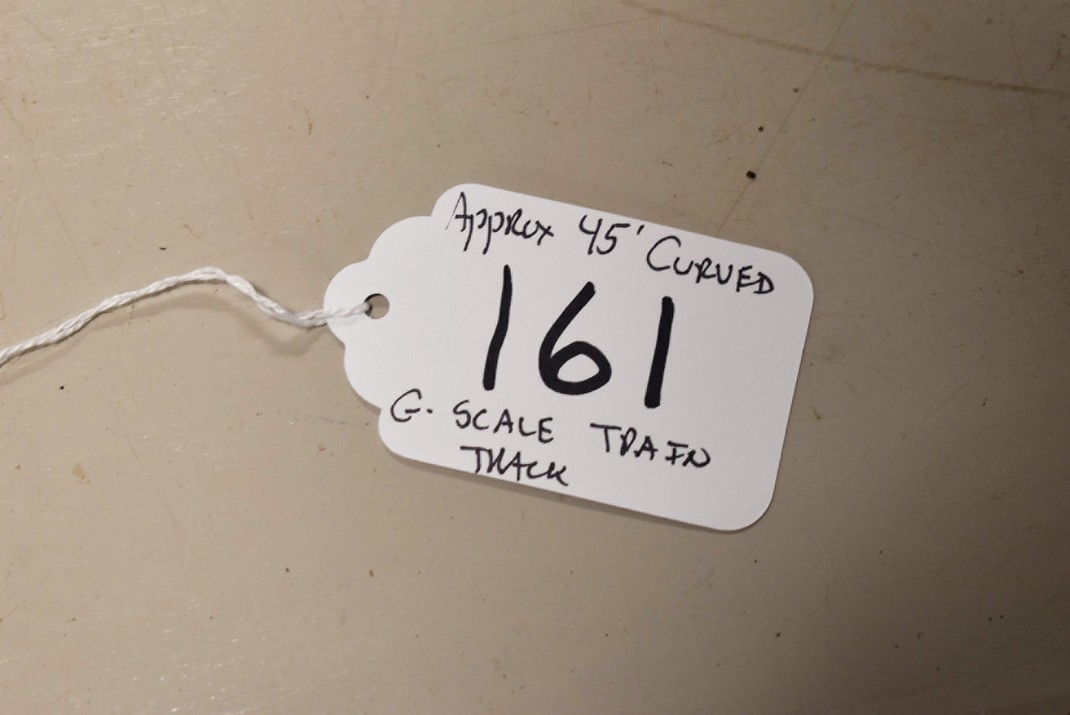 Approx 45' CURVED
161
G. SCALE TRAIN
TRACK